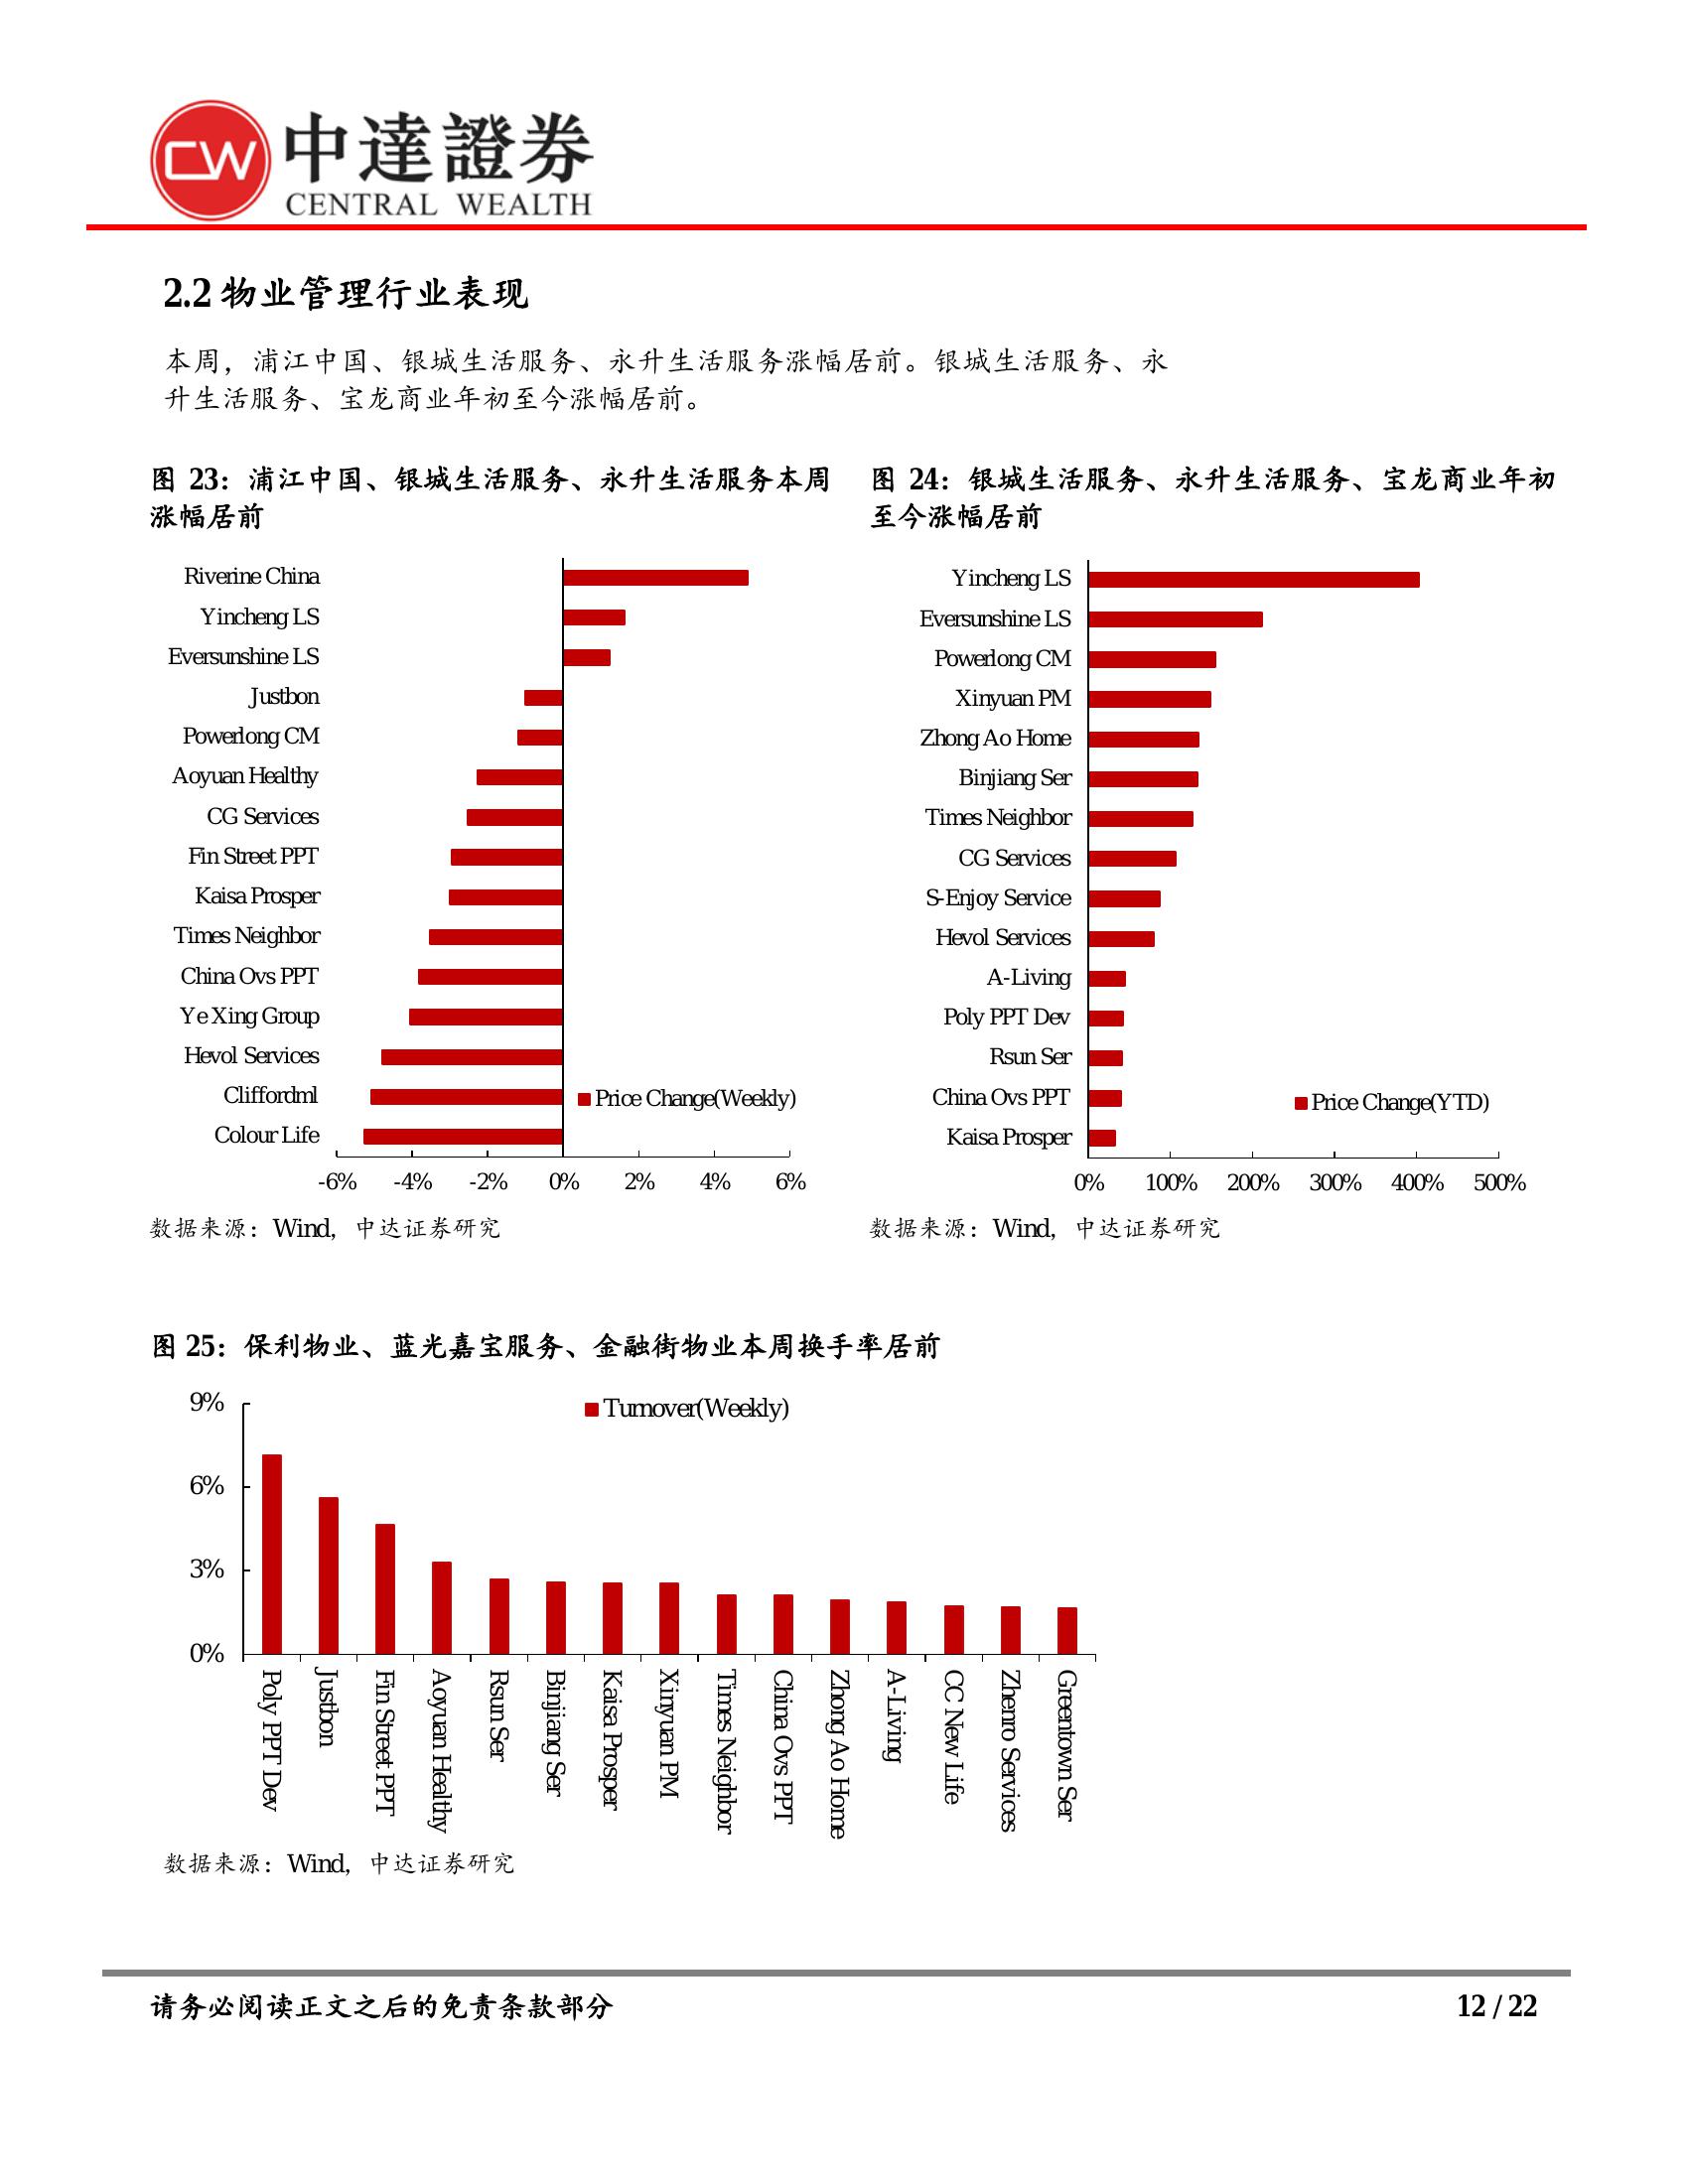 CW 中達證券
CENTRAL WEALTH
2.2 物业管理行业表现
本周，浦江中国、银城生活服务、永升生活服务涨幅居前。银城生活服务、永
升生活服务、宝龙商业年初至今涨幅居前。
图 23：浦江中国、银城生活服务、永升生活服务本周
涨幅居前
Riverine China
Yincheng LS
Eversunshine LS
Justbon
Powerlong CM
Aoyuan Healthy
CG Services
Fin Street PPT
Kaisa Prosper
Times Neighbor
China Ovs PPT
Ye Xing Group
Hevol Services
Cliffordml
Colour Life
Price Change(Weekly)
-6% -4% -2% 0% 2% 4% 6%
数据来源：Wind，中达证券研究
图 24：银城生活服务、永升生活服务、宝龙商业年初
至今涨幅居前
Yincheng LS
Eversunshine LS
Powerlong CM
Xinyuan PM
Zhong Ao Home
Binjiang Ser
Times Neighbor
CG Services
S-Enjoy Service
Hevol Services
A-Living
Poly PPT Dev
Rsun Ser
China Ovs PPT
Kaisa Prosper
Price Change(YTD)
0% 100% 200% 300% 400% 500%
数据来源：Wind，中达证券研究
图 25：保利物业、蓝光嘉宝服务、金融街物业本周换手率居前
Turnover(Weekly)
9%
6%
3%
0%
Poly PPT Dev
Justbon
Fin Street PPT
Aoyuan Healthy
Rsun Ser
Binjiang Ser
Kaisa Prosper
Xinyuan PM
Times Neighbor
China Ovs PPT
Zhong Ao Home
A-Living
CC New Life
Zhenro Services
Greentown Ser
数据来源：Wind，中达证券研究
请务必阅读正文之后的免责条款部分
12 / 22